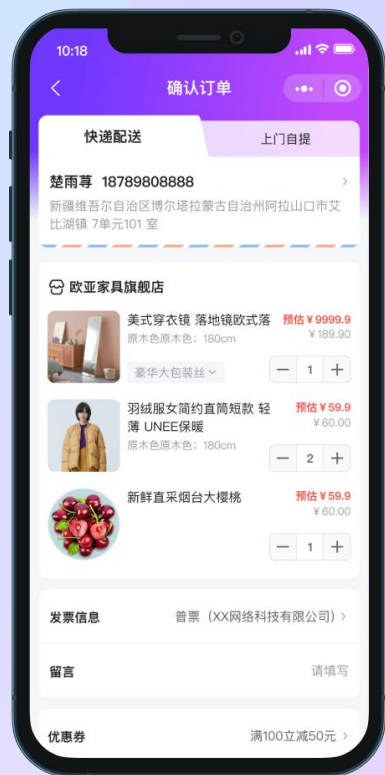 10:18
确认订单
快递配送 上门自提
楚雨荨 18789808888
新疆维吾尔自治区博尔塔拉蒙古自治州阿拉山口市艾
比湖镇 7单元101 室
欧亚家具旗舰店
美式穿衣镜 落地镜欧式落 预估￥9999.9
原木色原木色；180cm ￥189.90
豪华大包装丝 1
羽绒服女简约直筒短款 轻 预估￥59.9
薄 UNEE保暖 ￥60.00
原木色原木色；180cm
2
新鲜直采烟台大樱桃 预估￥59.9
￥60.00
1
发票信息 普票（XX网络科技有限公司）
留言 请填写
优惠券 满100立减50元